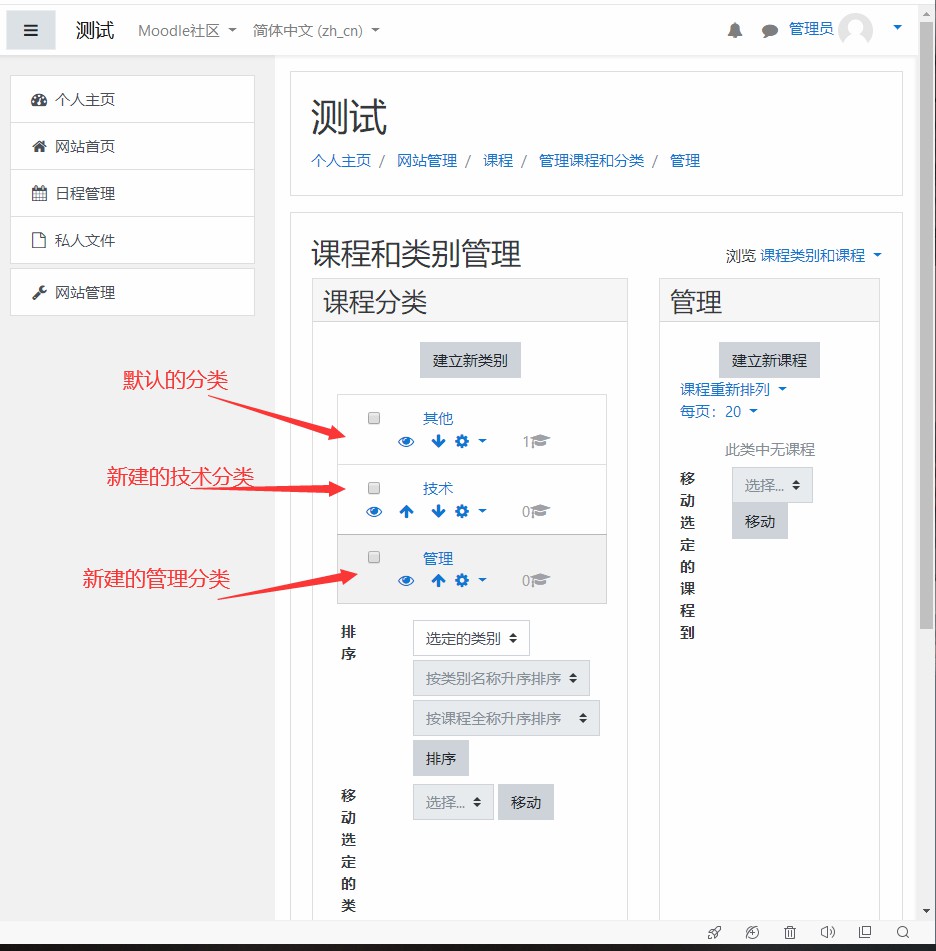 测试 Moodle社区 简体中文 (zh_cn) 管理员
个人主页
网站首页
日程管理
私人文件
网站管理
测试
个人主页 / 网站管理 / 课程 / 管理课程和分类 / 管理
课程和类别管理
浏览 课程类别和课程
课程分类
建立新类别
默认的分类
其他
1
新建的技术分类
技术
0
新建的管理分类
管理
0
排序
选定的类别
按类别名称升序排序
按课程全称升序排序
排序
移动选定的类
选择...
移动
管理
建立新课程
课程重新排列
每页：20
此类中无课程
移动选定的课程到
选择...
移动